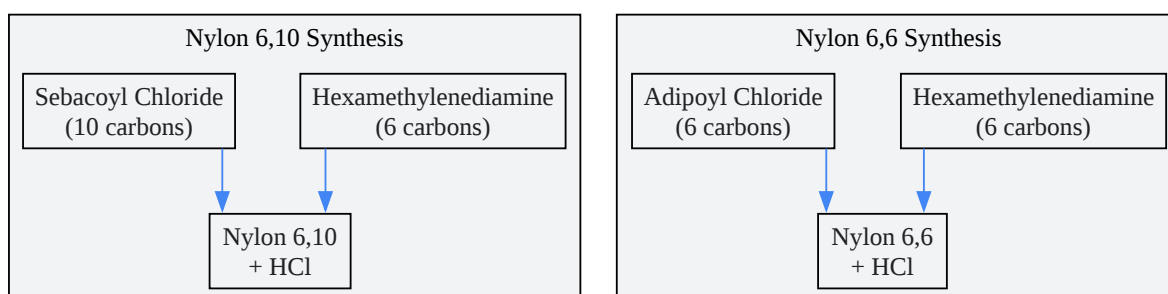 Nylon 6,10 Synthesis
Sebacoyl Chloride
(10 carbons)
Hexamethylenediamine
(6 carbons)
Nylon 6,10
+ HCl
Nylon 6,6 Synthesis
Adipoyl Chloride
(6 carbons)
Hexamethylenediamine
(6 carbons)
Nylon 6,6
+ HCl